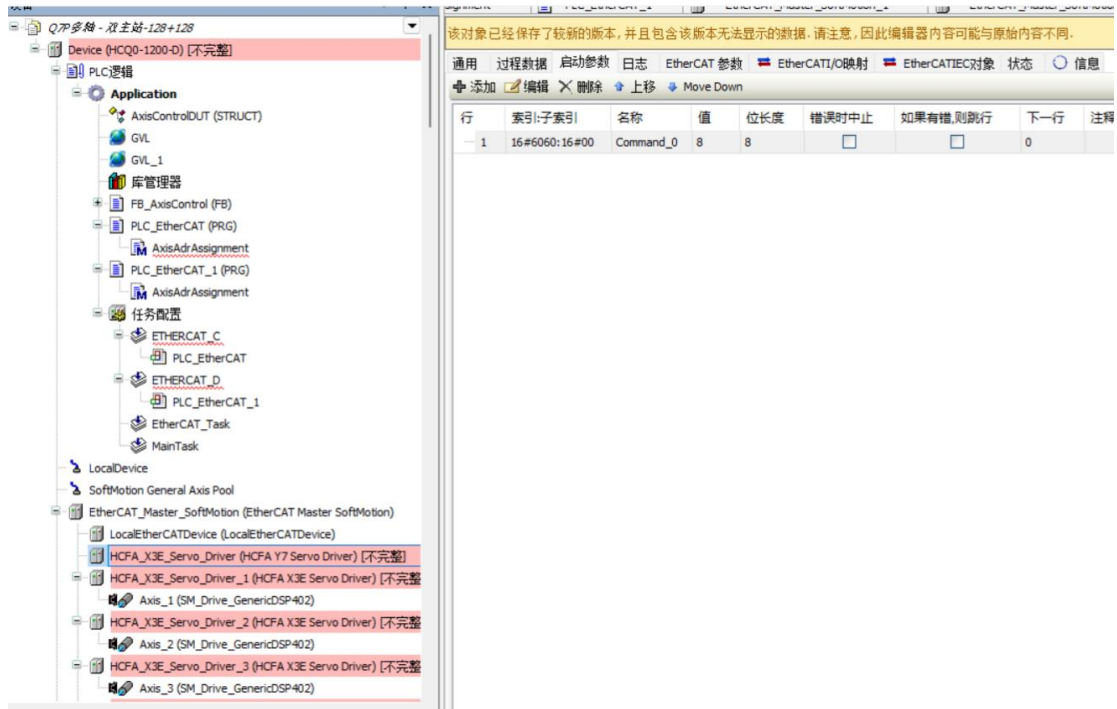 Q7P多轴 - 双主站-128+128
Device (HCQ0-1200-D) [不完整]
PLC逻辑
Application
AxisControlDUT (STRUCT)
GVL
GVL_1
库管理器
FB_AxisControl (FB)
PLC_EtherCAT (PRG)
AxisAdrAssignment
PLC_EtherCAT_1 (PRG)
AxisAdrAssignment
任务配置
ETHERCAT_C
PLC_EtherCAT
ETHERCAT_D
PLC_EtherCAT_1
EtherCAT_Task
MainTask
LocalDevice
SoftMotion General Axis Pool
EtherCAT_Master_SoftMotion (EtherCAT Master SoftMotion)
LocalEtherCATDevice (LocalEtherCATDevice)
HCFA_X3E_Servo_Driver (HCFA Y7 Servo Driver) [不完整]
HCFA_X3E_Servo_Driver_1 (HCFA X3E Servo Driver) [不完整
Axis_1 (SM_Drive_GenericDSP402)
HCFA_X3E_Servo_Driver_2 (HCFA X3E Servo Driver) [不完整
Axis_2 (SM_Drive_GenericDSP402)
HCFA_X3E_Servo_Driver_3 (HCFA X3E Servo Driver) [不完整
Axis_3 (SM_Drive_GenericDSP402)
该对象已经保存了较新的版本,并且包含该版本无法显示的数据.请注意,因此编辑器内容可能与原始内容不同.
通用 过程数据 启动参数 日志 EtherCAT 参数 EtherCATI/O映射 EtherCATIEC对象 状态 信息
添加 编辑 删除 上移 Move Down
行 索引:子索引 名称 值 位长度 错误时中止 如果有错,则跳行 下一行 注释
1 16#6060:16#00 Command_0 8 8 0